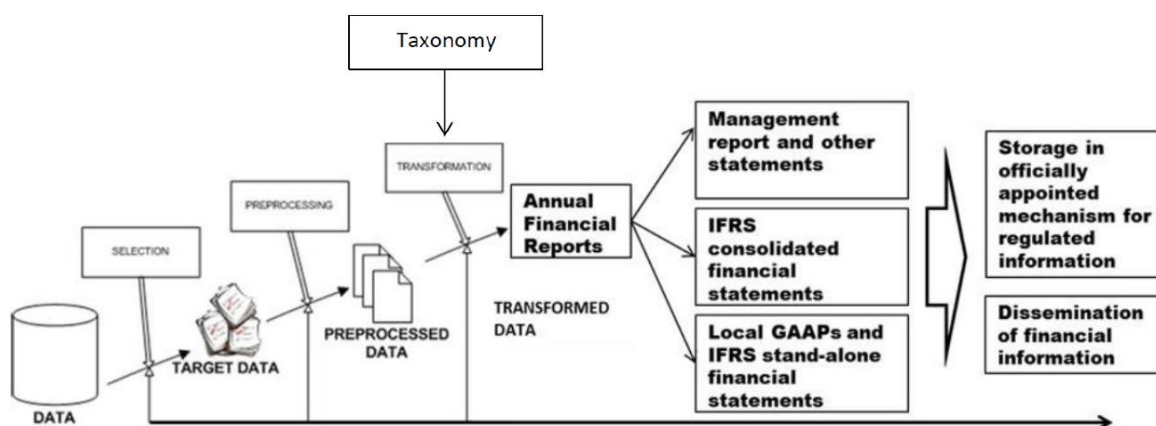 Taxonomy
TRANSFORMATION
PREPROCESSING
SELECTION
DATA
TARGET DATA
PREPROCESSED
DATA
TRANSFORMED
DATA
Annual
Financial
Reports
Management
report and other
statements
IFRS
consolidated
financial
statements
Local GAAPs and
IFRS stand-alone
financial
statements
Storage in
officially
appointed
mechanism for
regulated
information
Dissemination
of financial
information